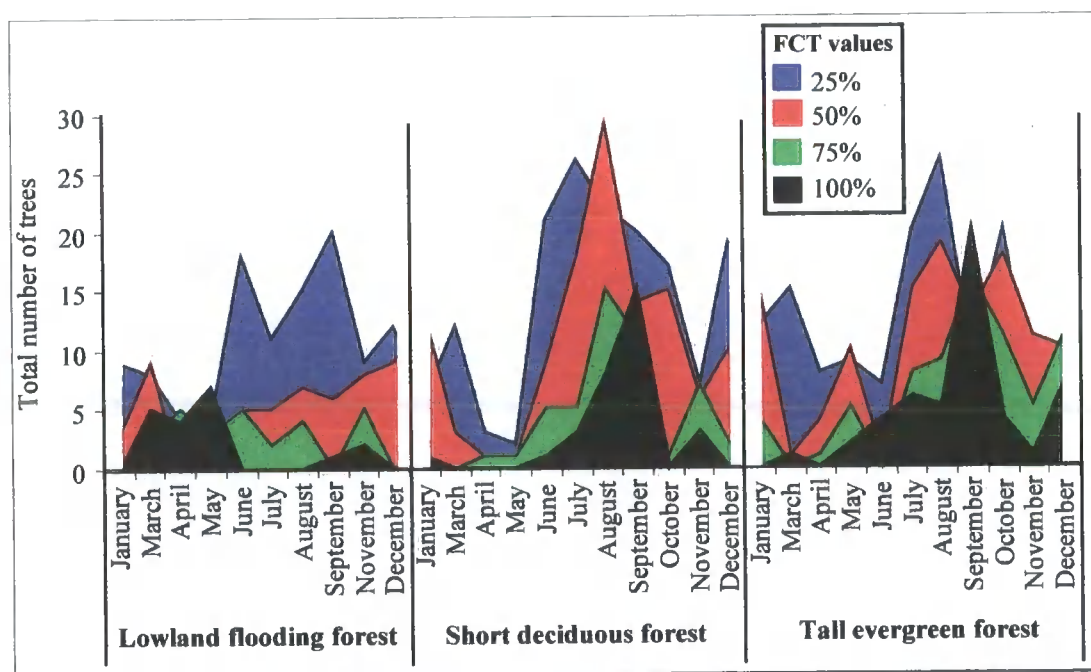 FCT values
25%
50%
75%
100%
Total number of trees
30
25
20
15
10
5
0
January
March
April
May
June
July
August
September
November
December
January
March
April
May
June
July
August
September
October
November
December
January
March
April
May
June
July
August
September
October
November
December
Lowland flooding forest
Short deciduous forest
Tall evergreen forest